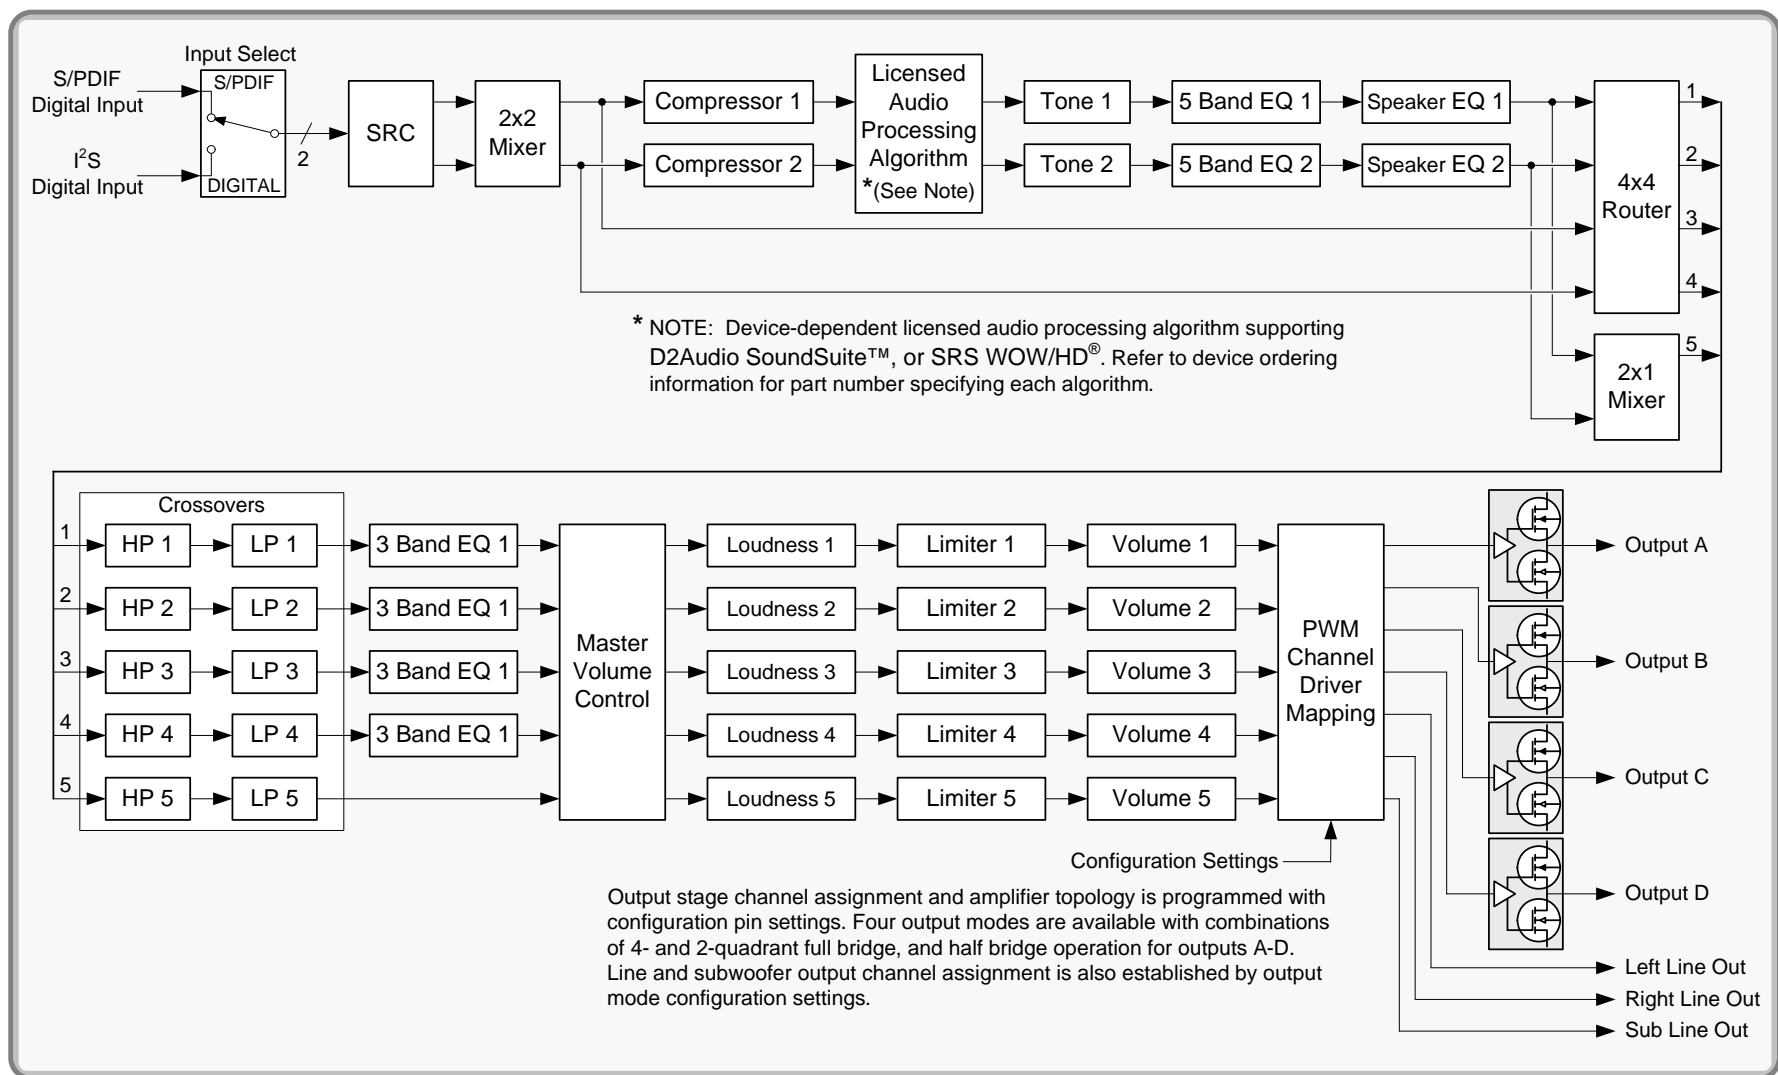 Input Select
S/PDIF
Digital Input
I²S
Digital Input
S/PDIF
DIGITAL
2
SRC
2x2
Mixer
Compressor 1
Compressor 2
Licensed
Audio
Processing
Algorithm
*(See Note)
Tone 1
Tone 2
5 Band EQ 1
5 Band EQ 2
Speaker EQ 1
Speaker EQ 2
4x4
Router
1
2
3
4
5
2x1
Mixer
* NOTE: Device-dependent licensed audio processing algorithm supporting
D2Audio SoundSuite™, or SRS WOW/HD®. Refer to device ordering
information for part number specifying each algorithm.
Crossovers
1
HP 1
LP 1
3 Band EQ 1
2
HP 2
LP 2
3 Band EQ 1
3
HP 3
LP 3
3 Band EQ 1
4
HP 4
LP 4
3 Band EQ 1
5
HP 5
LP 5
Master
Volume
Control
Loudness 1
Limiter 1
Volume 1
Loudness 2
Limiter 2
Volume 2
Loudness 3
Limiter 3
Volume 3
Loudness 4
Limiter 4
Volume 4
Loudness 5
Limiter 5
Volume 5
PWM
Channel
Driver
Mapping
Configuration Settings
Output A
Output B
Output C
Output D
Left Line Out
Right Line Out
Sub Line Out
Output stage channel assignment and amplifier topology is programmed with
configuration pin settings. Four output modes are available with combinations
of 4- and 2-quadrant full bridge, and half bridge operation for outputs A-D.
Line and subwoofer output channel assignment is also established by output
mode configuration settings.